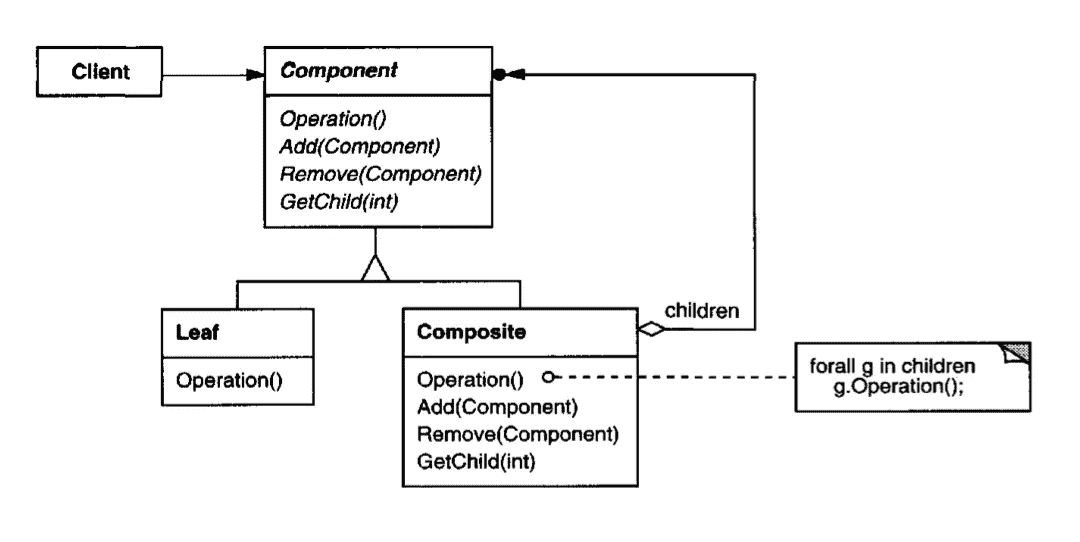 Client
Component
Operation()
Add(Component)
Remove(Component)
GetChild(int)
Leaf
Operation()
Composite
Operation()
Add(Component)
Remove(Component)
GetChild(int)
children
forall g in children
g.Operation();